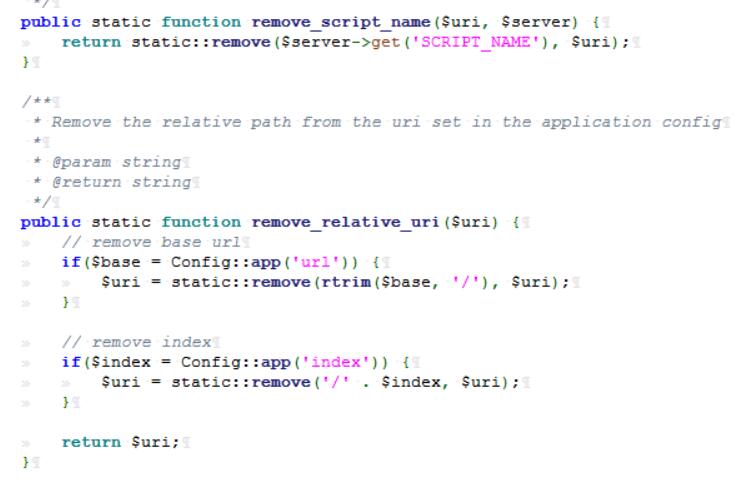 */¶
public static function remove_script_name($uri, $server) {¶
»   return static::remove($server->get('SCRIPT_NAME'), $uri);¶
}¶
/**¶
 * Remove the relative path from the uri set in the application config¶
 *¶
 * @param string¶
 * @return string¶
 */¶
public static function remove_relative_uri($uri) {¶
»   // remove base url¶
»   if($base = Config::app('url')) {¶
»   »   $uri = static::remove(rtrim($base, '/'), $uri);¶
»   }¶
»   // remove index¶
»   if($index = Config::app('index')) {¶
»   »   $uri = static::remove('/' . $index, $uri);¶
»   }¶
»   return $uri;¶
}¶